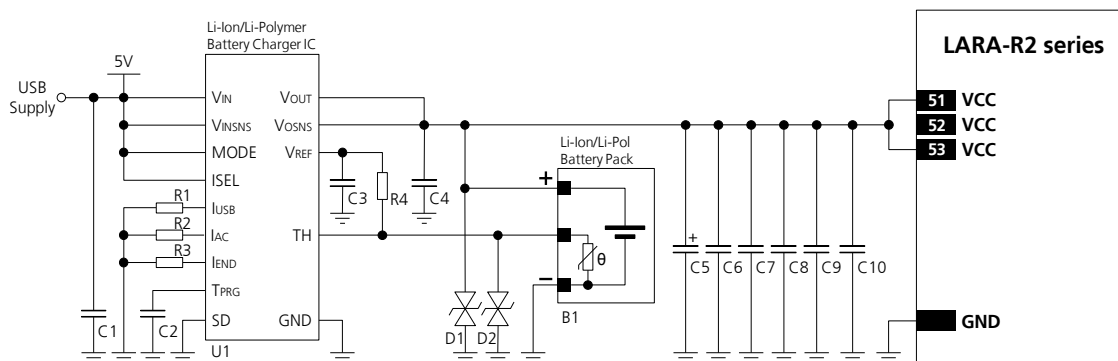 Li-Ion/Li-Polymer
Battery Charger IC
LARA-R2 series
5V
USB
Supply
VIN
VINSNS
MODE
ISEL
IUSB
IAC
IEND
TPRG
SD
VOUT
VOSNS
VREF
TH
GND
R1
R2
R3
C1
C2
U1
C3
R4
C4
D1
D2
Li-Ion/Li-Pol
Battery Pack
+
θ
–
B1
+
C5
C6
C7
C8
C9
C10
51 VCC
52 VCC
53 VCC
GND